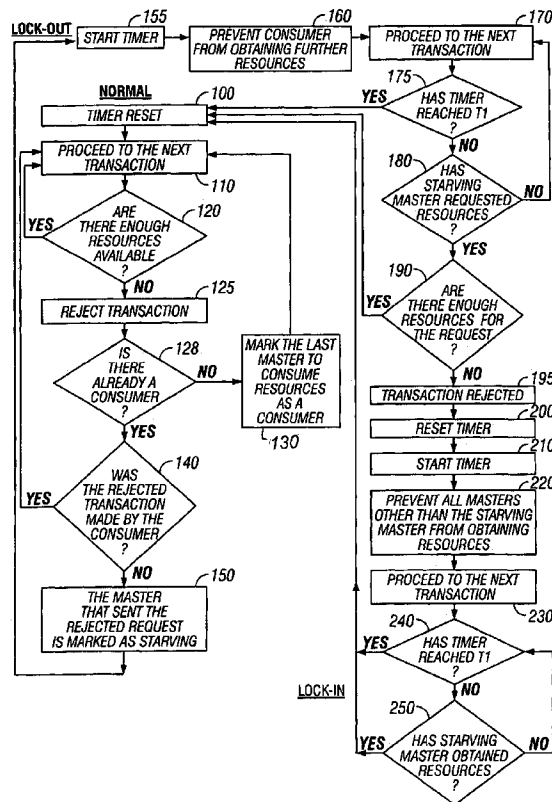 LOCK-OUT
155
START TIMER
160
PREVENT CONSUMER
FROM OBTAINING FURTHER
RESOURCES
170
PROCEED TO THE NEXT
TRANSACTION
175
HAS TIMER
REACHED T1
?
YES
NO
180
HAS
STARVING
MASTER REQUESTED
RESOURCES
?
NO
YES
190
ARE
THERE ENOUGH
RESOURCES FOR
THE REQUEST
?
YES
NO
195
TRANSACTION REJECTED
200
RESET TIMER
210
START TIMER
220
PREVENT ALL MASTERS
OTHER THAN THE STARVING
MASTER FROM OBTAINING
RESOURCES
PROCEED TO THE NEXT
TRANSACTION
230
240
HAS TIMER
REACHED T1
?
YES
NO
LOCK-IN
250
HAS STARVING
MASTER OBTAINED
RESOURCES
?
YES
NO
NORMAL
100
TIMER RESET
PROCEED TO THE NEXT
TRANSACTION
110
120
ARE
THERE ENOUGH
RESOURCES
AVAILABLE
?
YES
NO
125
REJECT TRANSACTION
128
IS
THERE
ALREADY A
CONSUMER
?
NO
YES
MARK THE LAST
MASTER TO
CONSUME
RESOURCES
AS A
CONSUMER
130
140
WAS
THE REJECTED
TRANSACTION
MADE BY THE
CONSUMER
?
YES
NO
150
THE MASTER
THAT SENT THE
REJECTED REQUEST
IS MARKED AS STARVING